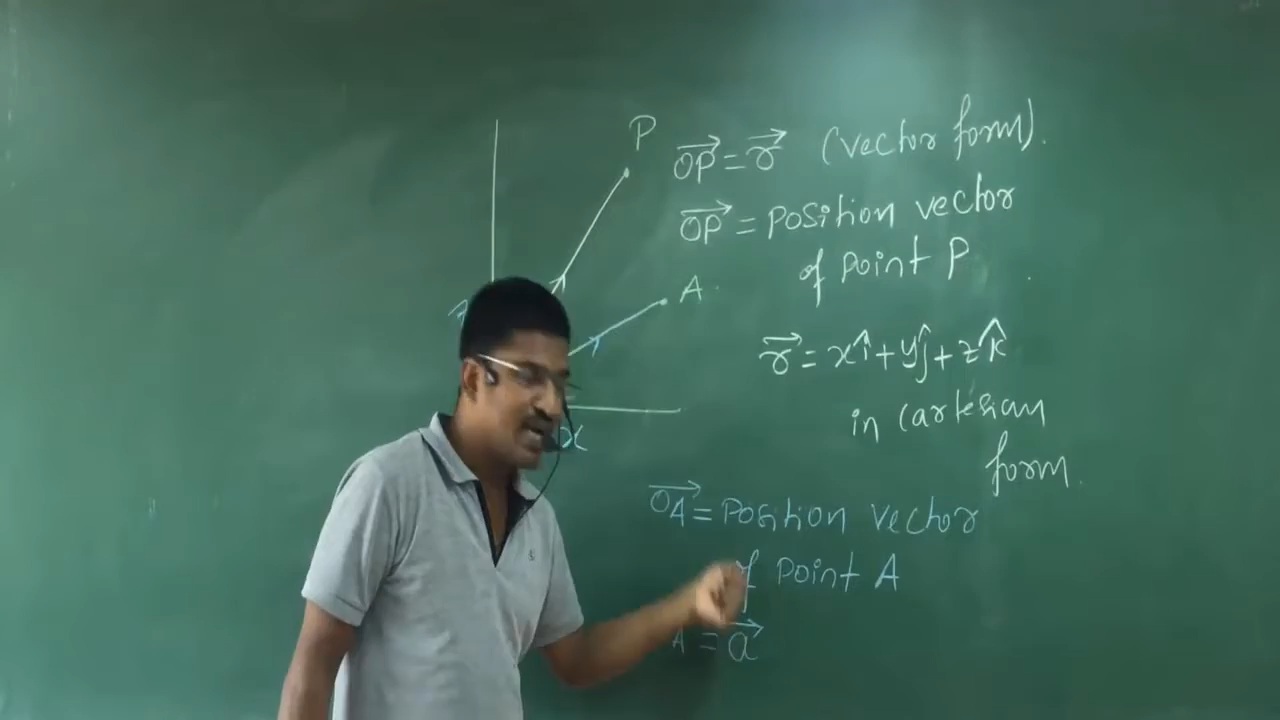 P
OP⃗ = r⃗ (vector form).
OP⃗ = Position vector
of point P
A.
r⃗ = xî + yĵ + zk̂
in cartesian
form.
x
OA⃗ = Position vector
of point A
A = a⃗